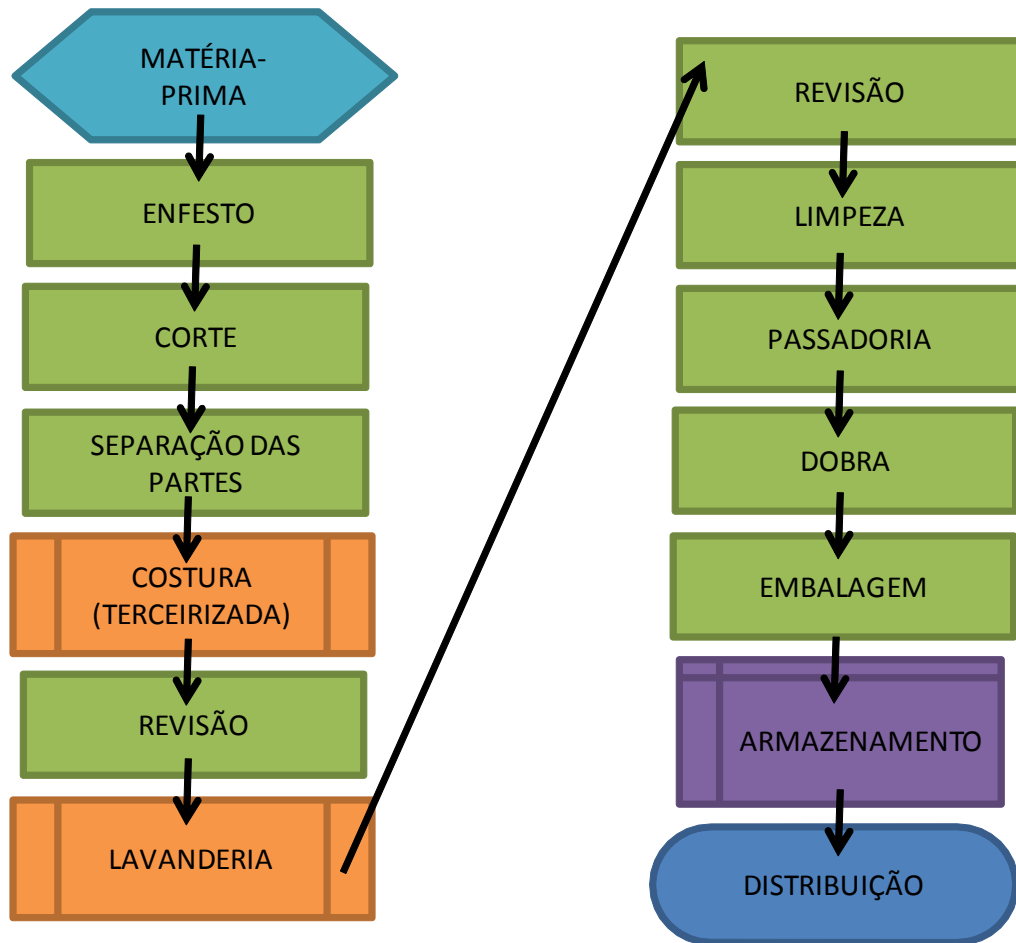 MATÉRIA-
PRIMA
ENFESTO
CORTE
SEPARAÇÃO DAS
PARTES
COSTURA
(TERCEIRIZADA)
REVISÃO
LAVANDERIA
REVISÃO
LIMPEZA
PASSADORIA
DOBRA
EMBALAGEM
ARMAZENAMENTO
DISTRIBUIÇÃO